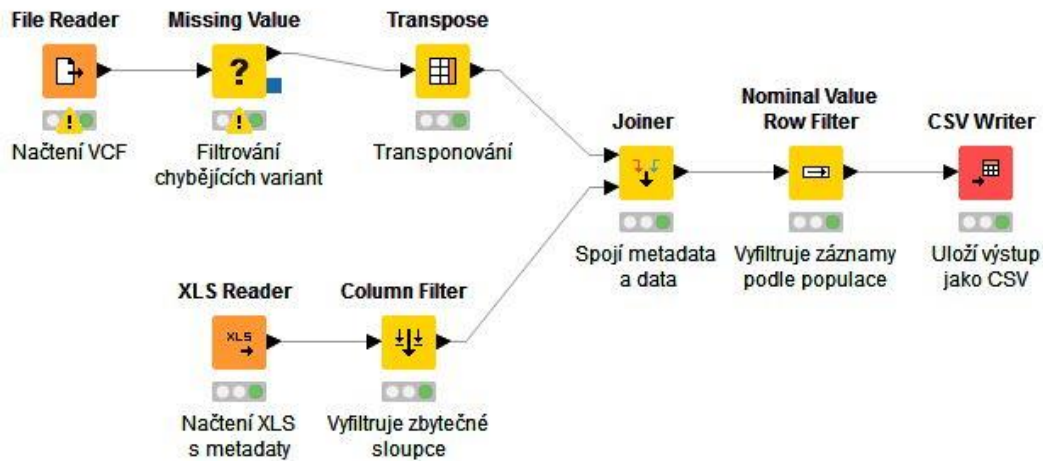 File Reader
Missing Value
Transpose
?
Načtení VCF
Filtrování
chybějících variant
Transponování
Joiner
Nominal Value
Row Filter
CSV Writer
Spojí metadata
a data
Vyfiltruje záznamy
podle populace
Uloží výstup
jako CSV
XLS Reader
Column Filter
XLS
Načtení XLS
s metadaty
Vyfiltruje zbytečné
sloupce